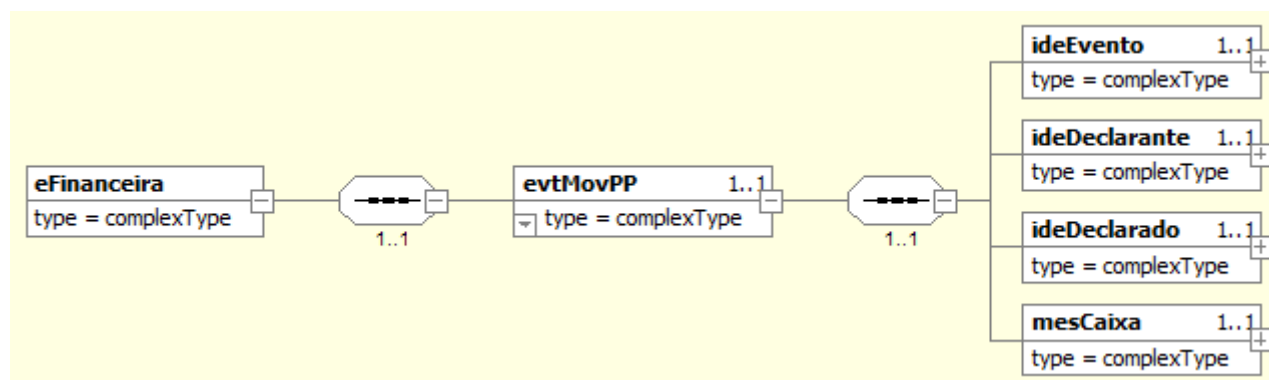 ideEvento 1..1
type = complexType
ideDeclarante 1..1
type = complexType
eFinanceira
type = complexType
1..1
evtMovPP 1..1
type = complexType
1..1
ideDeclarado 1..1
type = complexType
mesCaixa 1..1
type = complexType